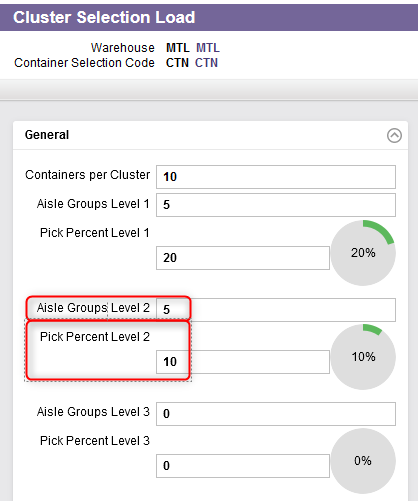 Cluster Selection Load
Warehouse MTL MTL
Container Selection Code CTN CTN
General
Containers per Cluster 10
Aisle Groups Level 1 5
Pick Percent Level 1
20 20%
Aisle Groups Level 2 5
Pick Percent Level 2
10 10%
Aisle Groups Level 3 0
Pick Percent Level 3
0 0%